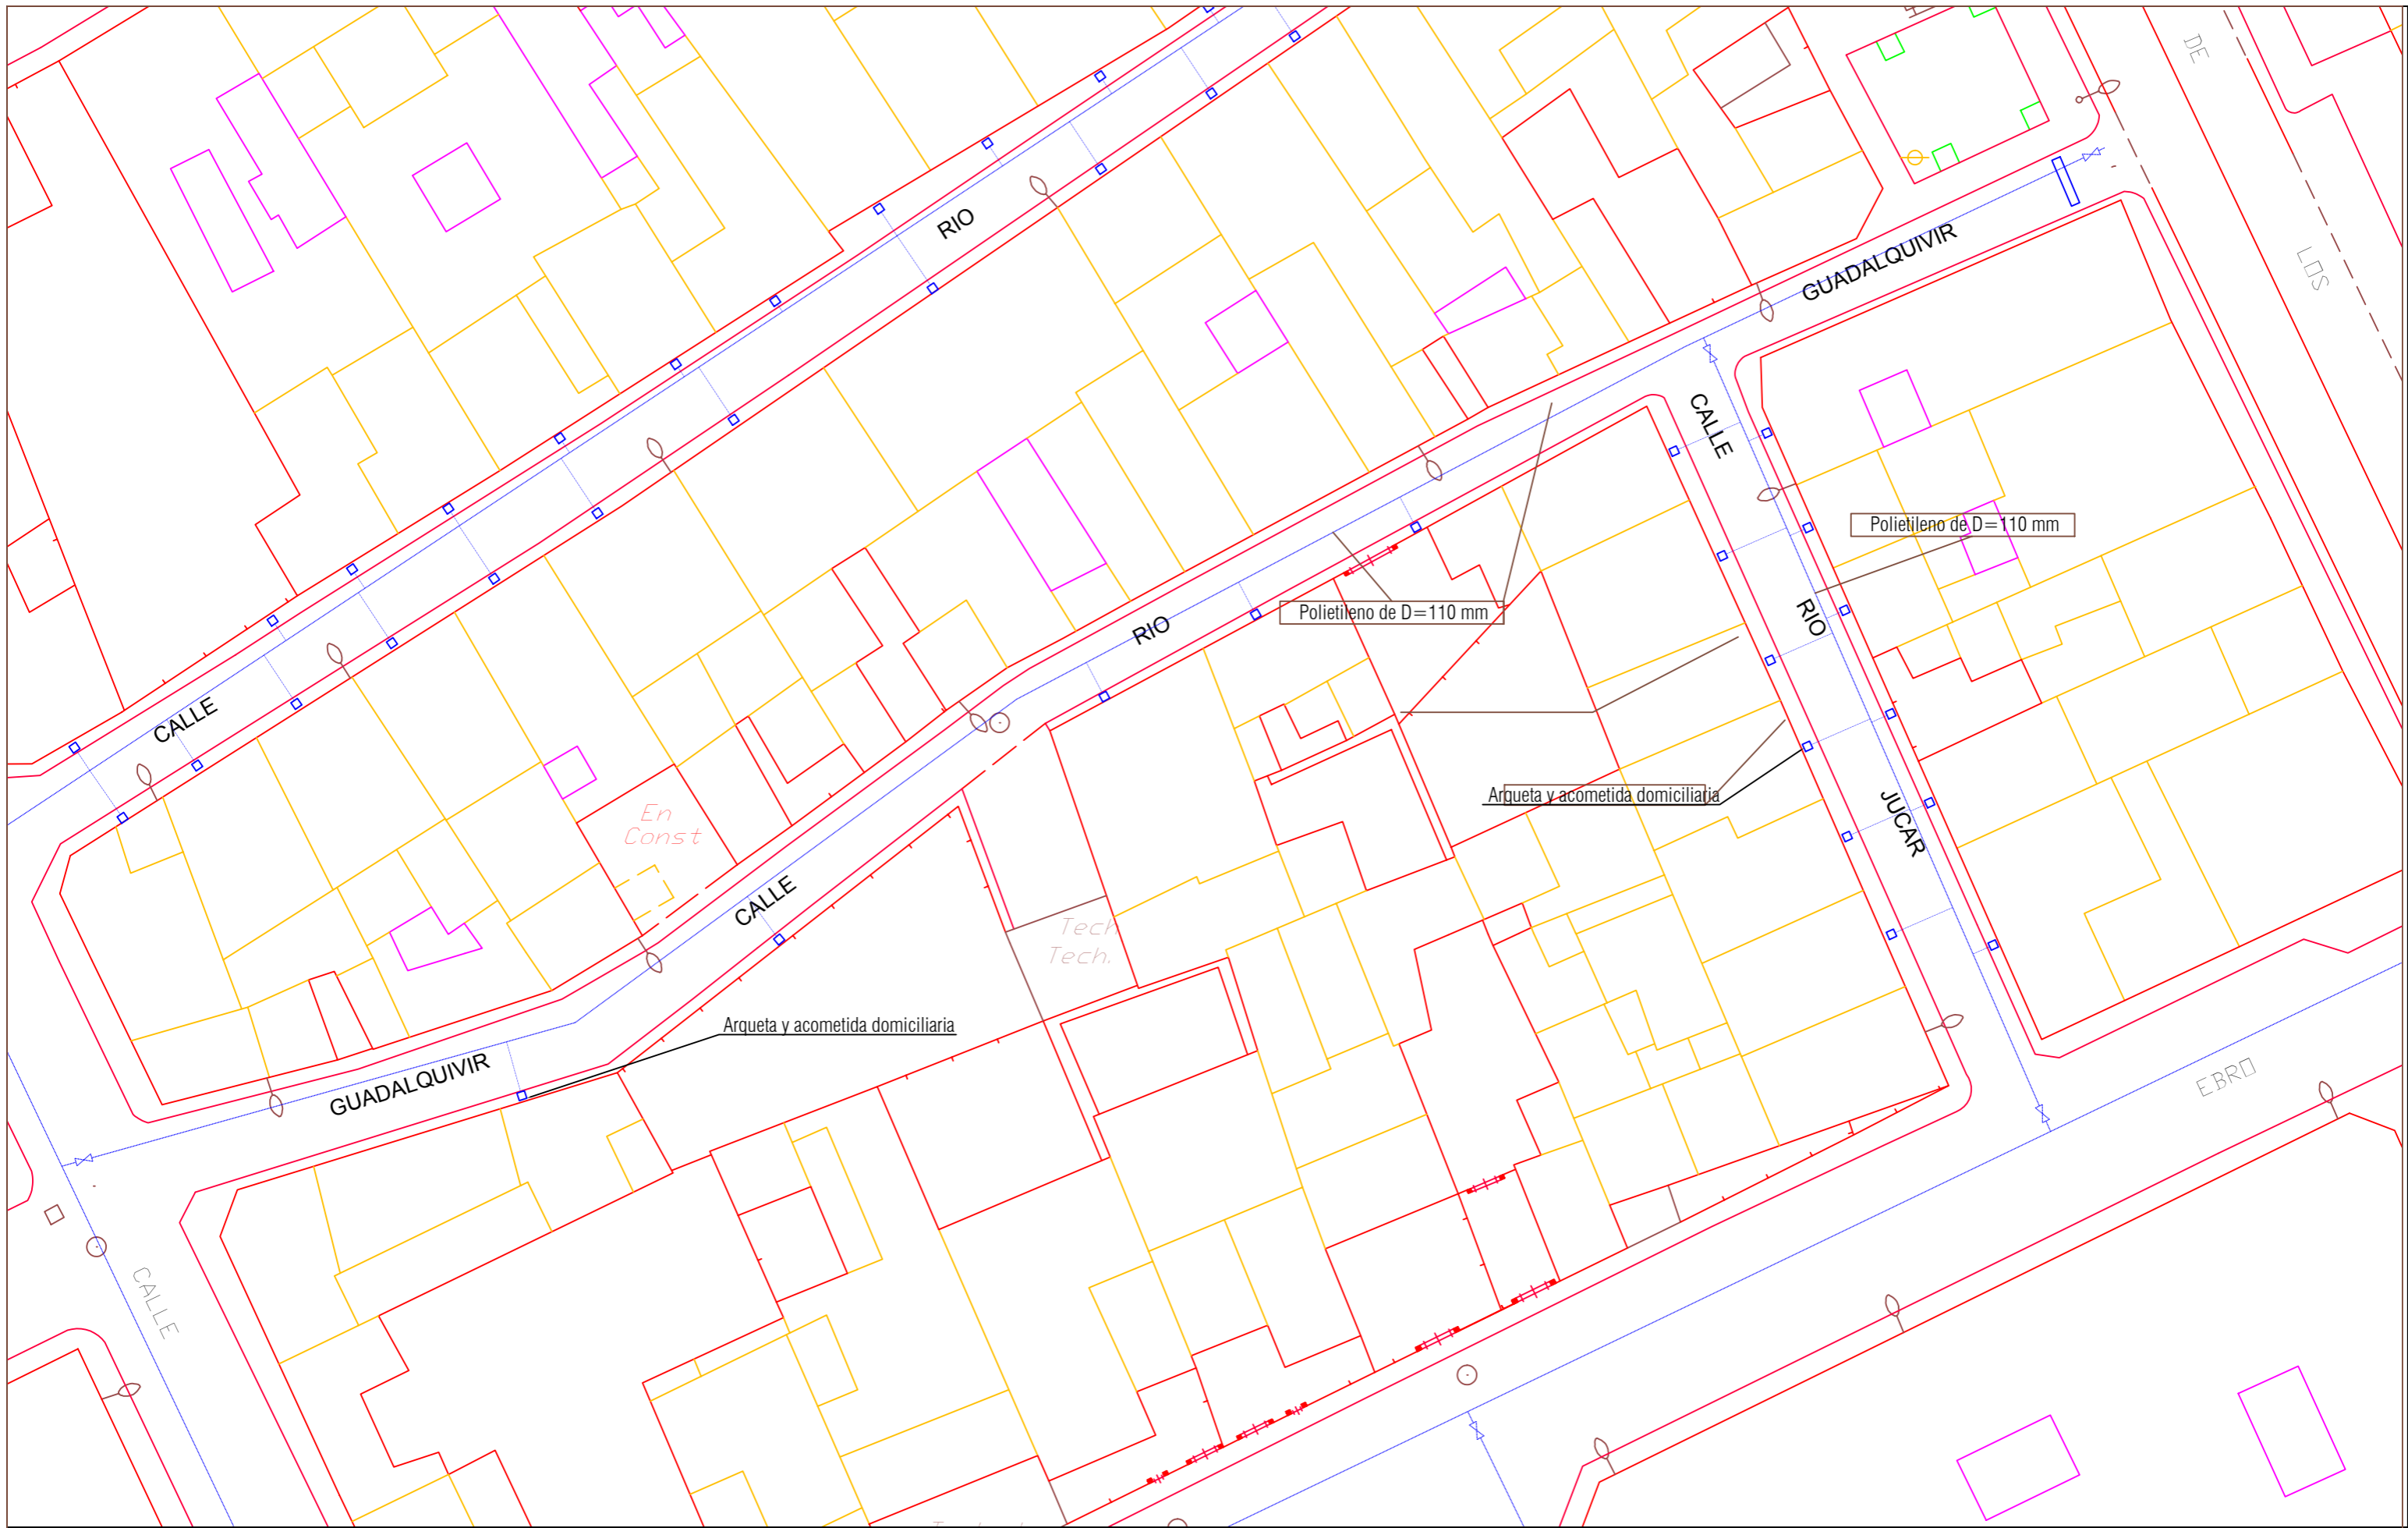 DE
LOS
RIO
GUADALQUIVIR
CALLE
Polietileno de D=110 mm
Polietileno de D=110 mm
RIO
RIO
CALLE
Arqueta y acometida domiciliaria
JUCAR
En
Const
CALLE
Tech
Tech.
Arqueta y acometida domiciliaria
GUADALQUIVIR
EBRO
CALLE